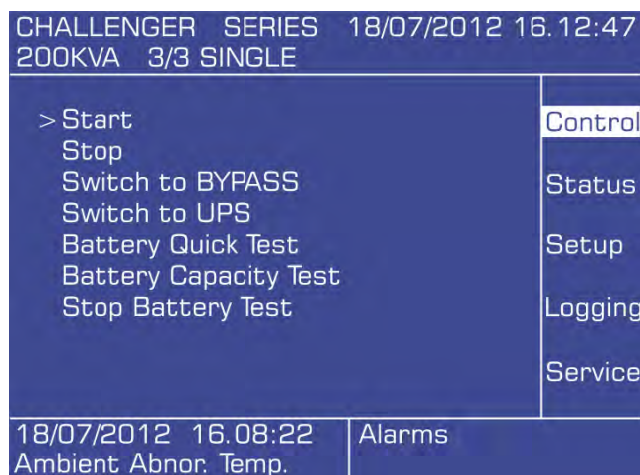 CHALLENGER SERIES 18/07/2012 16.12:47
200KVA 3/3 SINGLE
> Start
Stop
Switch to BYPASS
Switch to UPS
Battery Quick Test
Battery Capacity Test
Stop Battery Test
Control
Status
Setup
Logging
Service
18/07/2012 16.08:22
Ambient Abnor. Temp.
Alarms